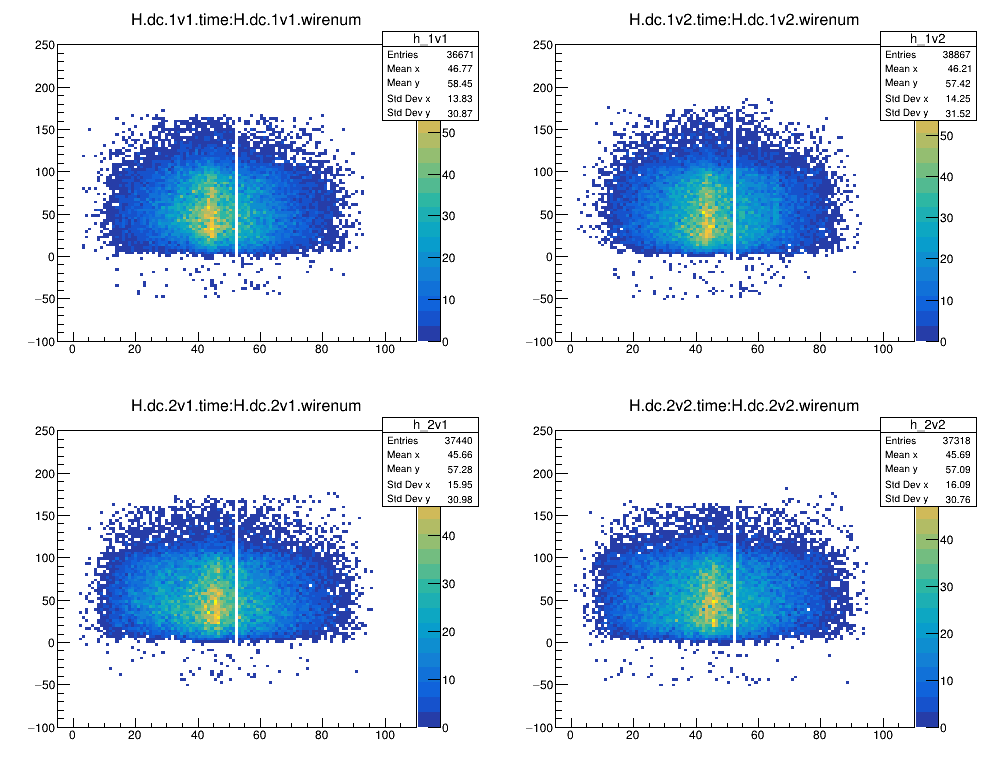 H.dc.1v1.time:H.dc.1v1.wirenum
h_1v1
Entries 36671
Mean x 46.77
Mean y 58.45
Std Dev x 13.83
Std Dev y 30.87
250
200
150
100
50
0
−50
−100
0 20 40 60 80 100
50
40
30
20
10
0
H.dc.1v2.time:H.dc.1v2.wirenum
h_1v2
Entries 38867
Mean x 46.21
Mean y 57.42
Std Dev x 14.25
Std Dev y 31.52
250
200
150
100
50
0
−50
−100
0 20 40 60 80 100
50
40
30
20
10
0
H.dc.2v1.time:H.dc.2v1.wirenum
h_2v1
Entries 37440
Mean x 45.66
Mean y 57.28
Std Dev x 15.95
Std Dev y 30.98
250
200
150
100
50
0
−50
−100
0 20 40 60 80 100
40
30
20
10
0
H.dc.2v2.time:H.dc.2v2.wirenum
h_2v2
Entries 37318
Mean x 45.69
Mean y 57.09
Std Dev x 16.09
Std Dev y 30.76
250
200
150
100
50
0
−50
−100
0 20 40 60 80 100
40
30
20
10
0